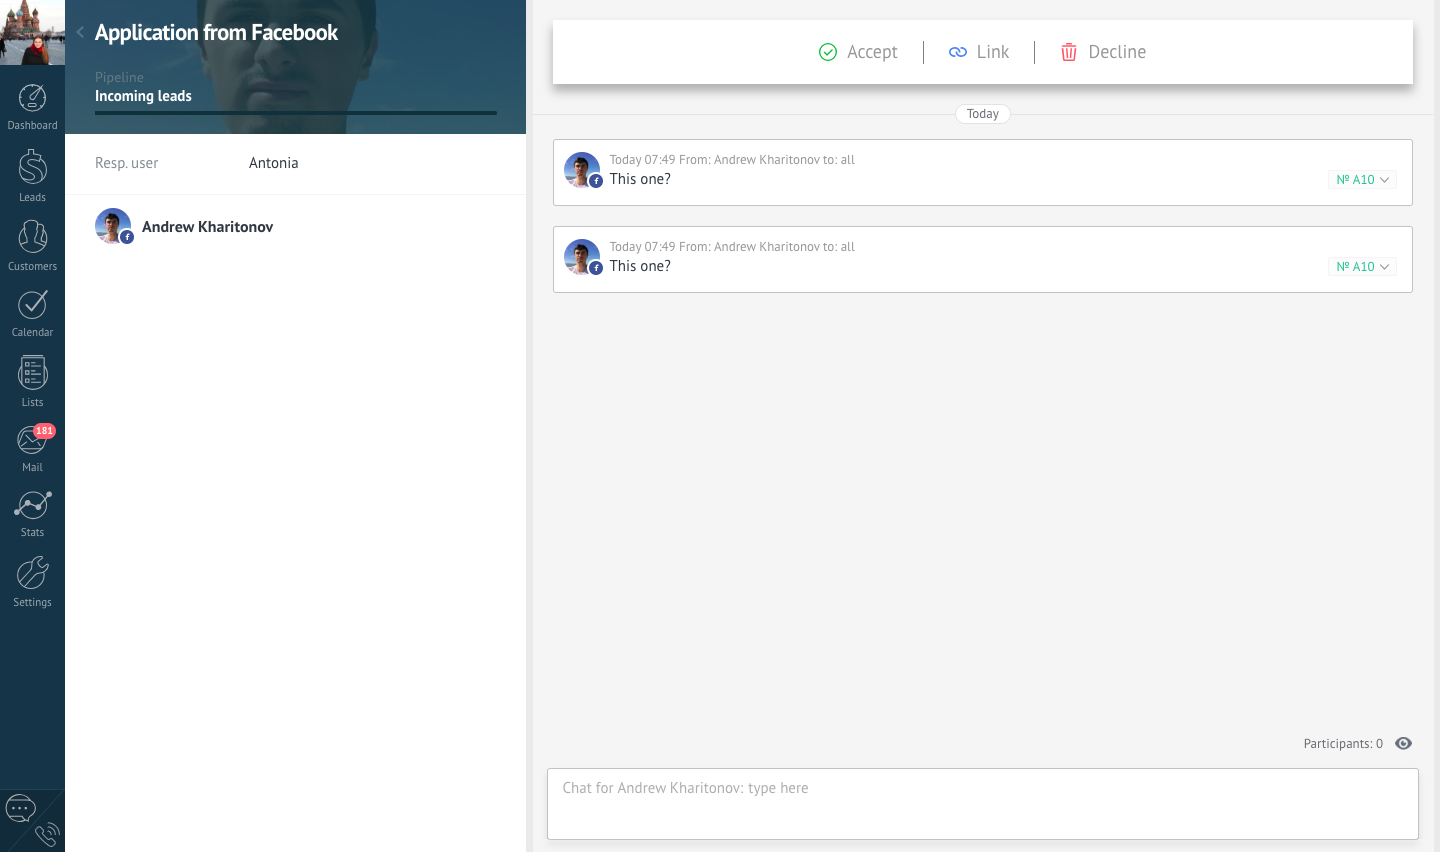 Application from Facebook
Pipeline
Incoming leads
Resp. user Antonia
Andrew Kharitonov
Dashboard
Leads
Customers
Calendar
Lists
181
Mail
Stats
Settings
Accept Link Decline
Today
Today 07:49 From: Andrew Kharitonov to: all
This one?
№ A10
Today 07:49 From: Andrew Kharitonov to: all
This one?
№ A10
Participants: 0
Chat for Andrew Kharitonov: type here